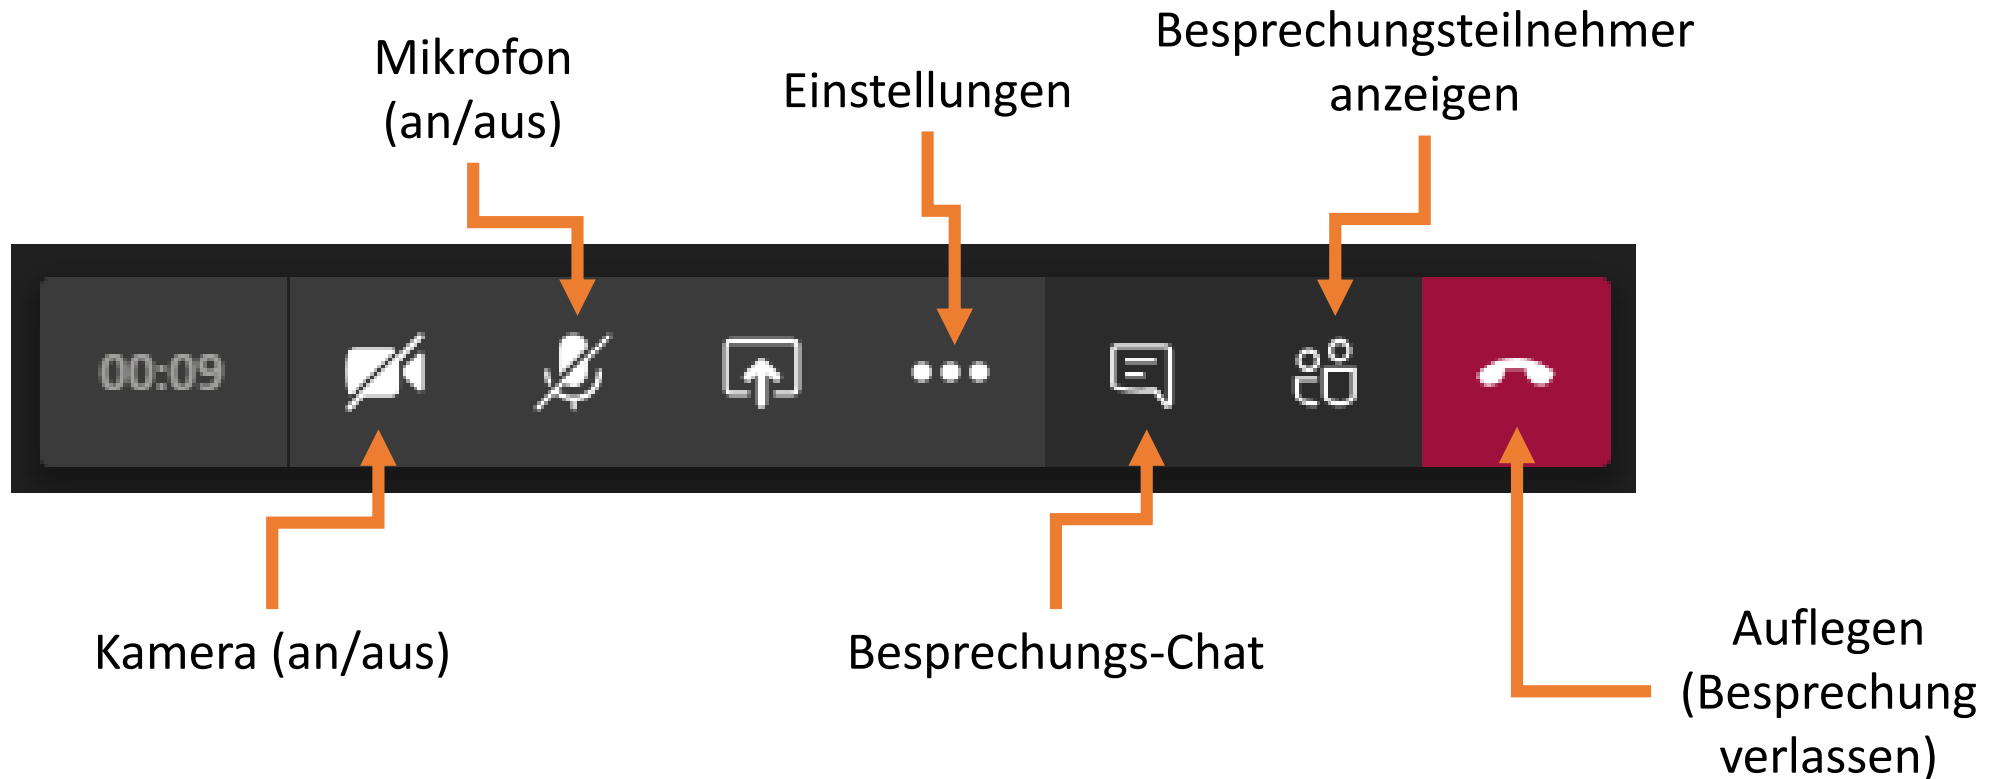 Mikrofon
(an/aus)
Einstellungen
Besprechungsteilnehmer
anzeigen
00:09
Kamera (an/aus)
Besprechungs-Chat
Auflegen
(Besprechung
verlassen)